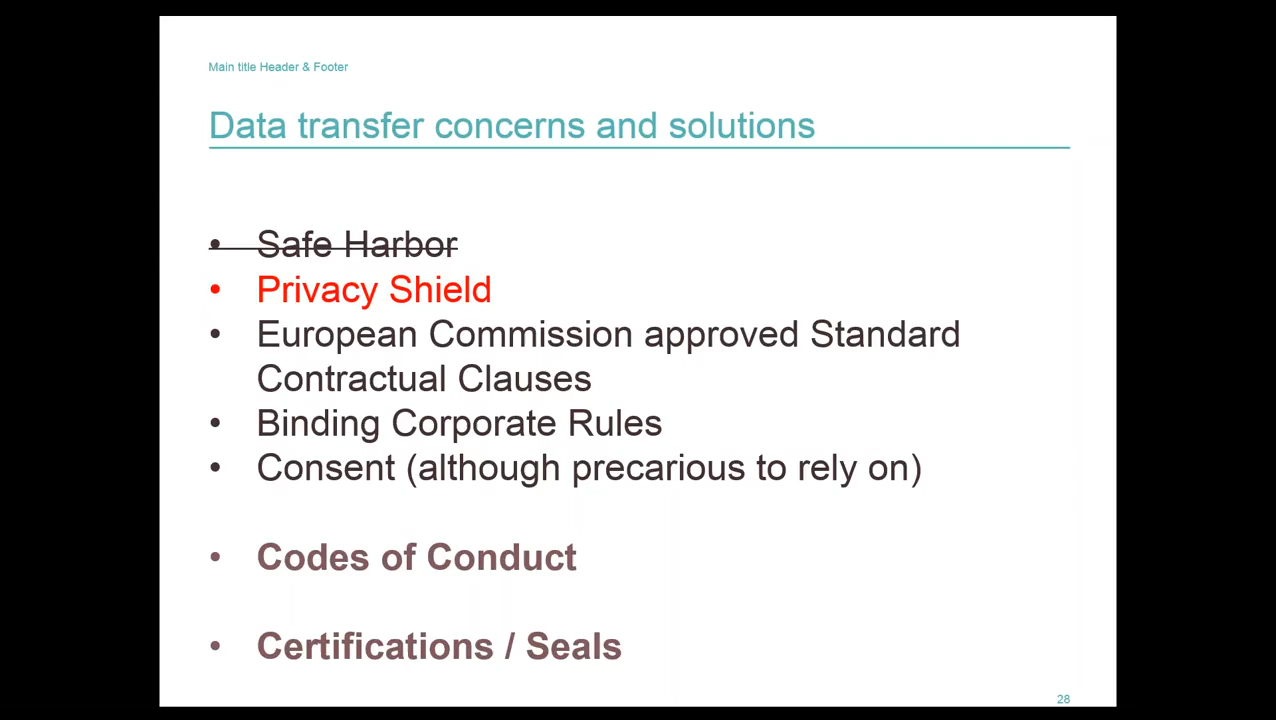 Main title Header & Footer
Data transfer concerns and solutions
• Safe Harbor
• Privacy Shield
• European Commission approved Standard
Contractual Clauses
• Binding Corporate Rules
• Consent (although precarious to rely on)
• Codes of Conduct
• Certifications / Seals
28